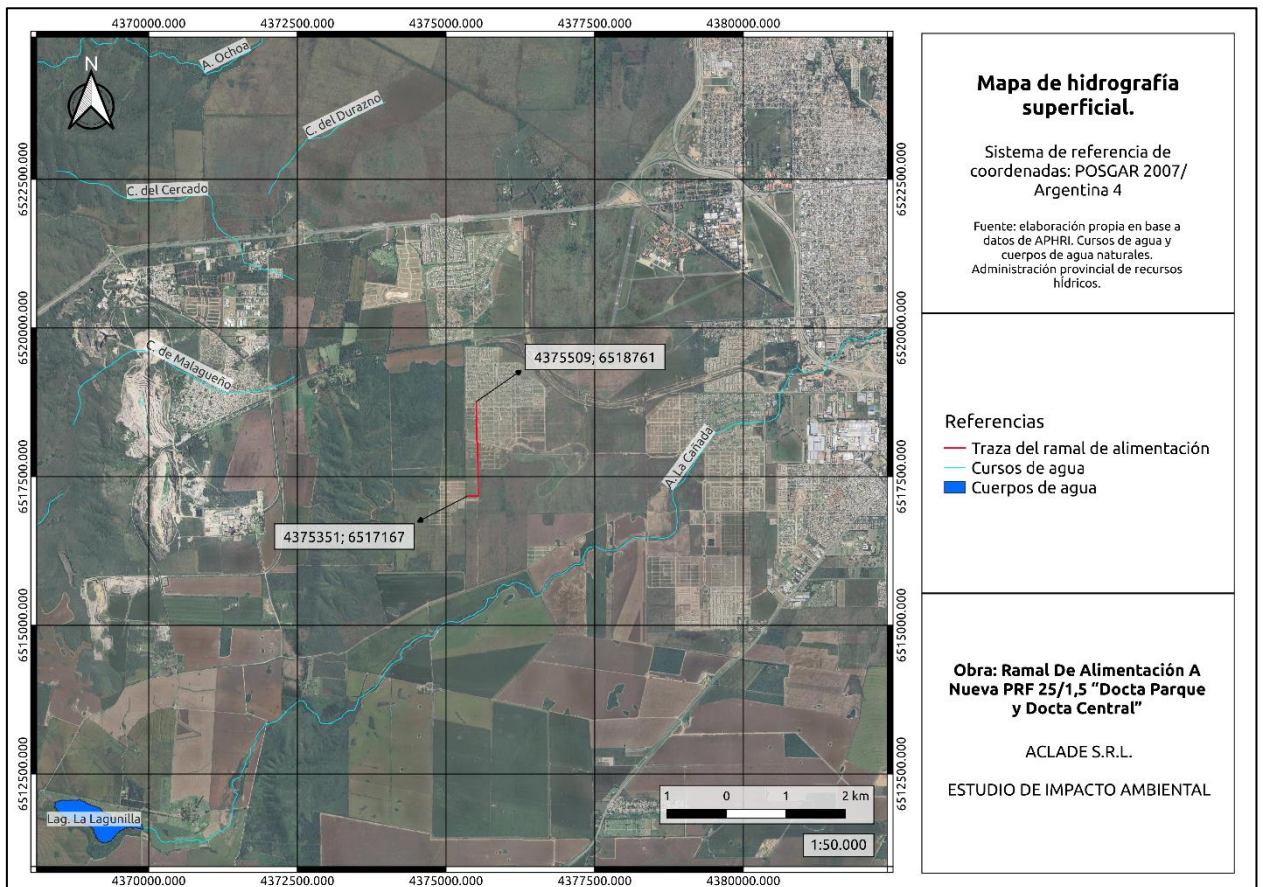 4370000.000 4372500.000 4375000.000 4377500.000 4380000.000
N
A. Ochoa
C. del Durazno
C. del Cercado
C. de Malagueño
4375509; 6518761
A. La Cañada
4375351; 6517167
Lag. La Lagunilla
1 0 1 2 km
1:50.000
6522500.000
6520000.000
6517500.000
6515000.000
6512500.000
6522500.000
6520000.000
6517500.000
6515000.000
6512500.000
4370000.000 4372500.000 4375000.000 4377500.000 4380000.000
Mapa de hidrografía
superficial.
Sistema de referencia de
coordenadas: POSGAR 2007/
Argentina 4
Fuente: elaboración propia en base a
datos de APHRI. Cursos de agua y
cuerpos de agua naturales.
Administración provincial de recursos
hídricos.
Referencias
Traza del ramal de alimentación
Cursos de agua
Cuerpos de agua
Obra: Ramal De Alimentación A
Nueva PRF 25/1,5 “Docta Parque
y Docta Central”
ACLADE S.R.L.
ESTUDIO DE IMPACTO AMBIENTAL